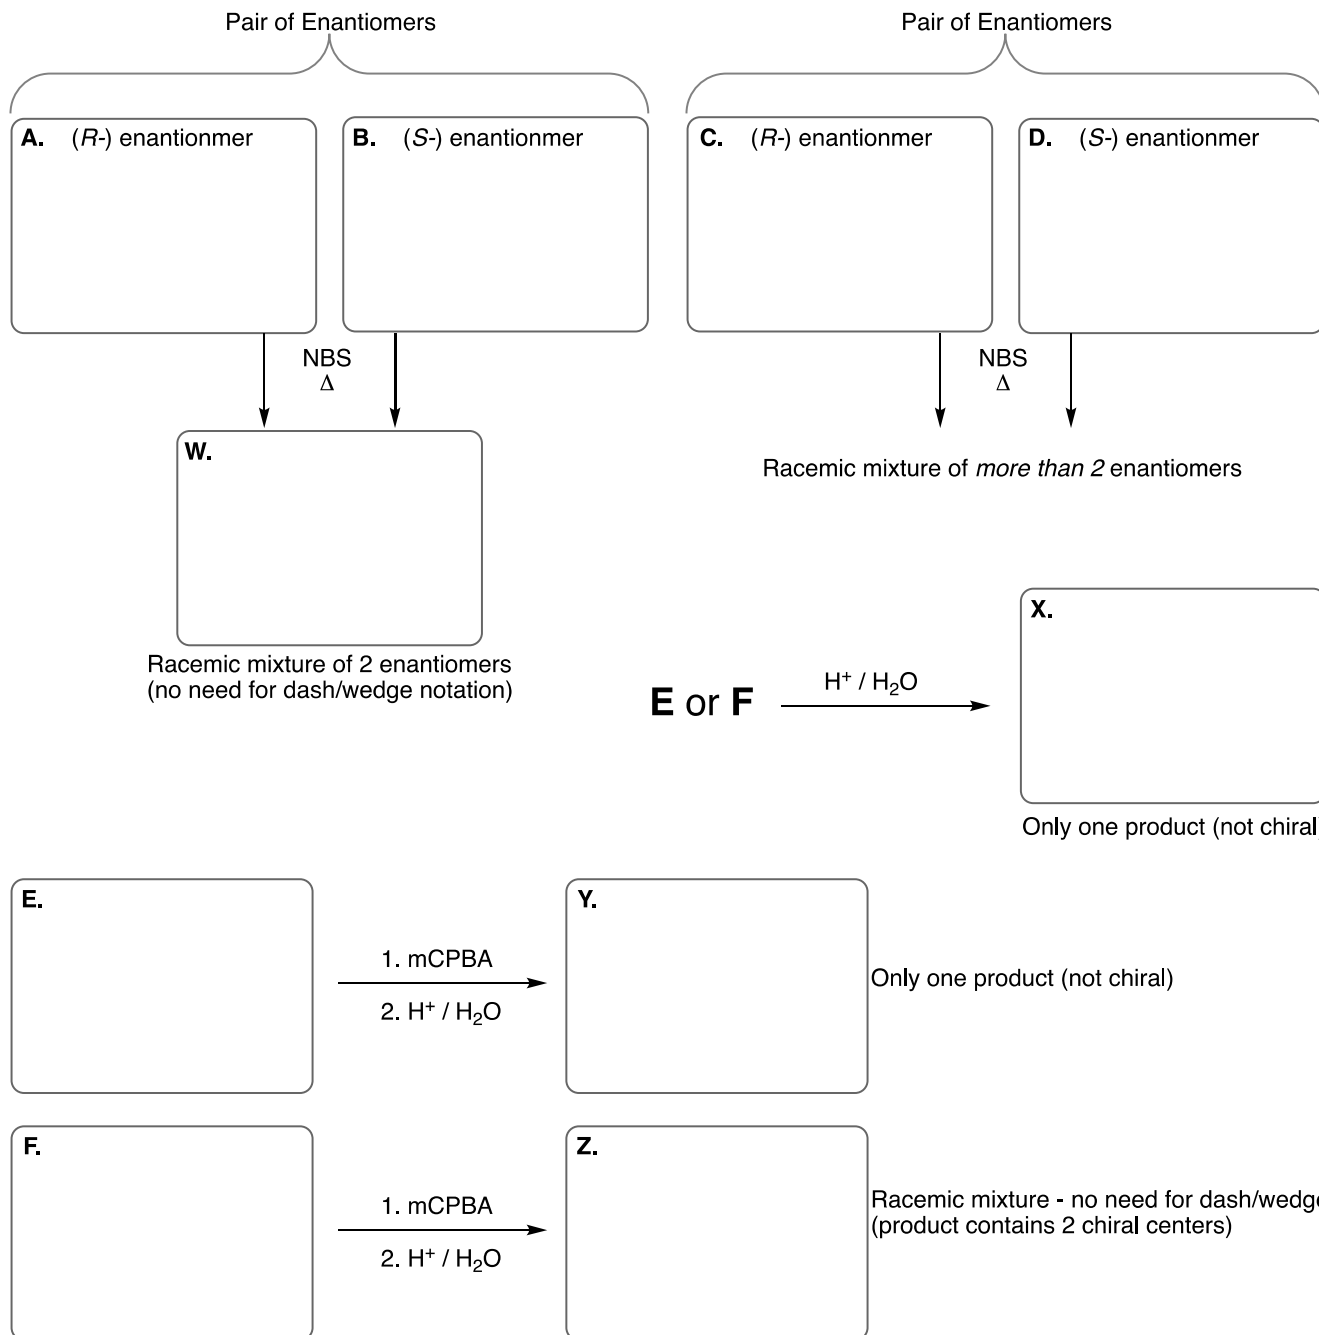 Pair of Enantiomers
Pair of Enantiomers
A. (R-) enantionmer
B. (S-) enantionmer
C. (R-) enantionmer
D. (S-) enantionmer
NBS
Δ
NBS
Δ
W.
Racemic mixture of more than 2 enantiomers
Racemic mixture of 2 enantiomers
(no need for dash/wedge notation)
X.
E or F
H⁺ / H₂O
Only one product (not chiral)
E.
1. mCPBA
2. H⁺ / H₂O
Y.
Only one product (not chiral)
F.
1. mCPBA
2. H⁺ / H₂O
Z.
Racemic mixture - no need for dash/wedge
(product contains 2 chiral centers)